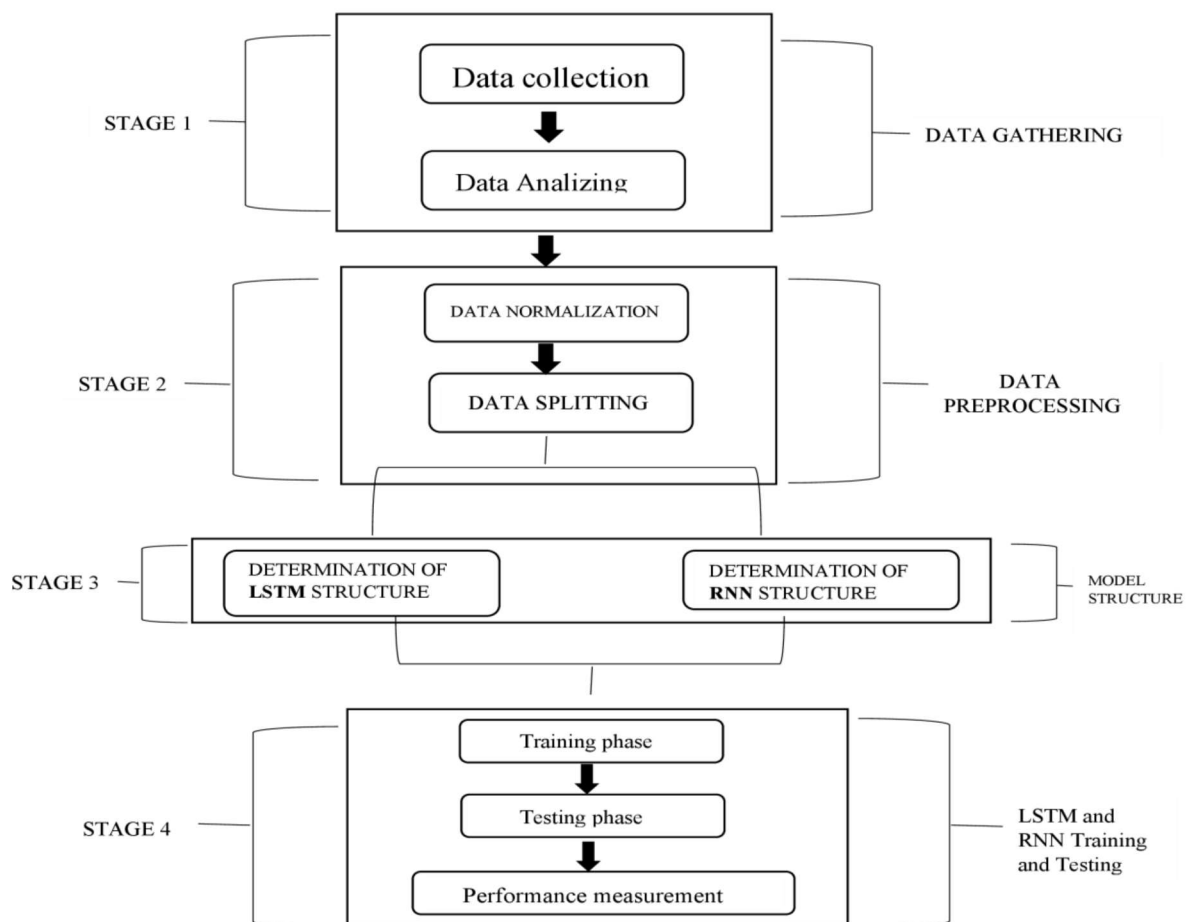 Data collection
STAGE 1
DATA GATHERING
Data Analizing
DATA NORMALIZATION
STAGE 2
DATA SPLITTING
DATA
PREPROCESSING
STAGE 3
DETERMINATION OF
LSTM STRUCTURE
DETERMINATION OF
RNN STRUCTURE
MODEL
STRUCTURE
Training phase
STAGE 4
Testing phase
LSTM and
RNN Training
and Testing
Performance measurement